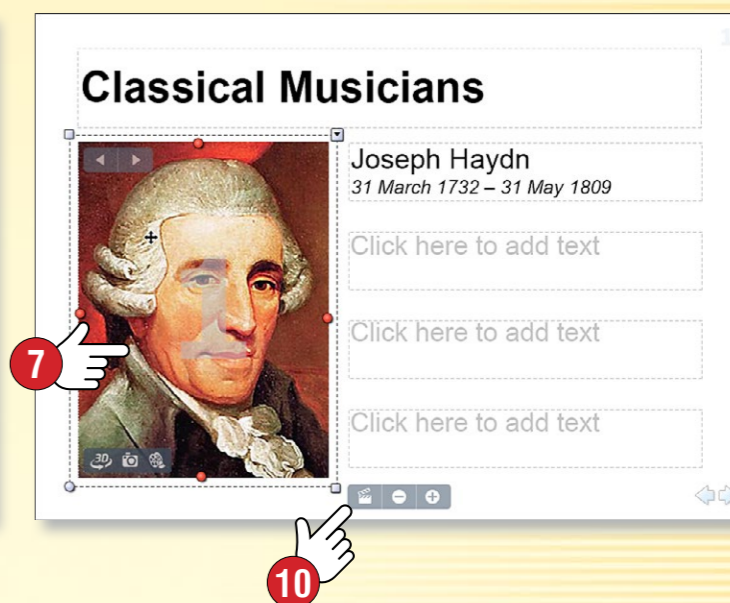 Classical Musicians
Joseph Haydn
31 March 1732 – 31 May 1809
Click here to add text
Click here to add text
Click here to add text
3D
7
10